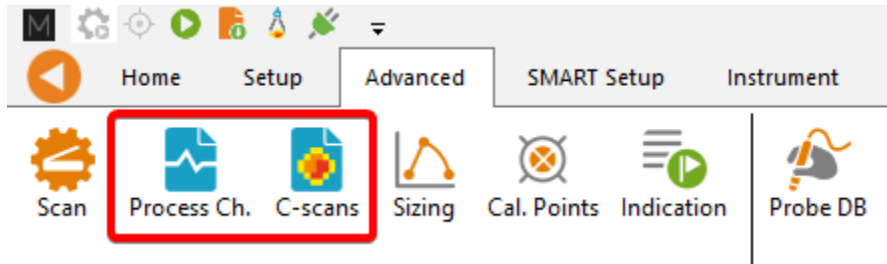 M
Home Setup Advanced SMART Setup Instrument
Scan Process Ch. C-scans Sizing Cal. Points Indication Probe DB